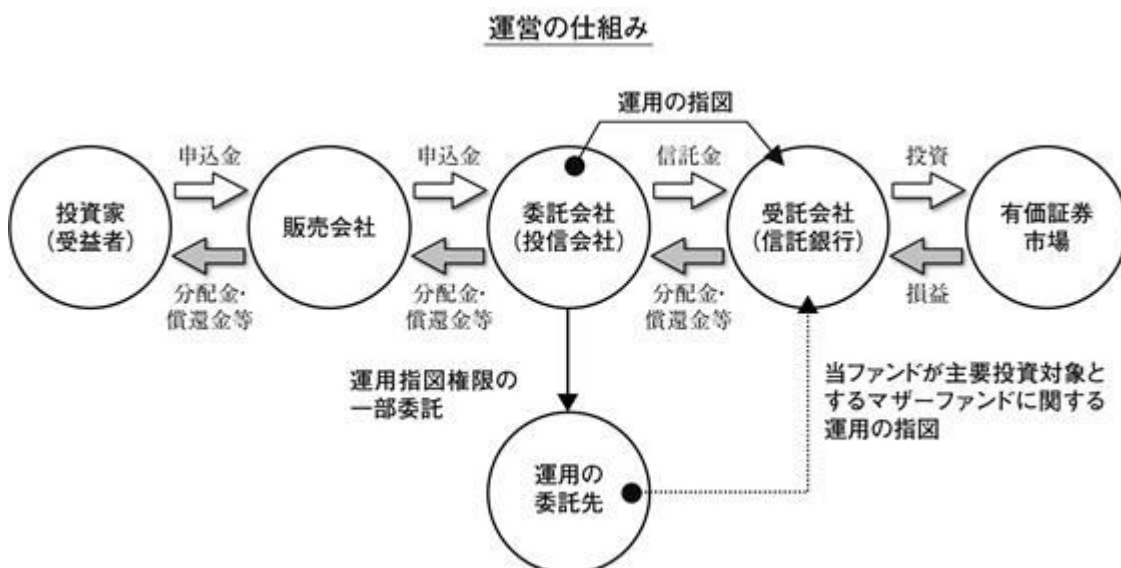 運営の仕組み
運用の指図
申込金
申込金
信託金
投資
投資家
(受益者)
販売会社
委託会社
(投信会社)
受託会社
(信託銀行)
有価証券
市場
分配金・
償還金等
分配金・
償還金等
分配金・
償還金等
損益
運用指図権限の
一部委託
当ファンドが主要投資対象と
するマザーファンドに関する
運用の指図
運用の
委託先